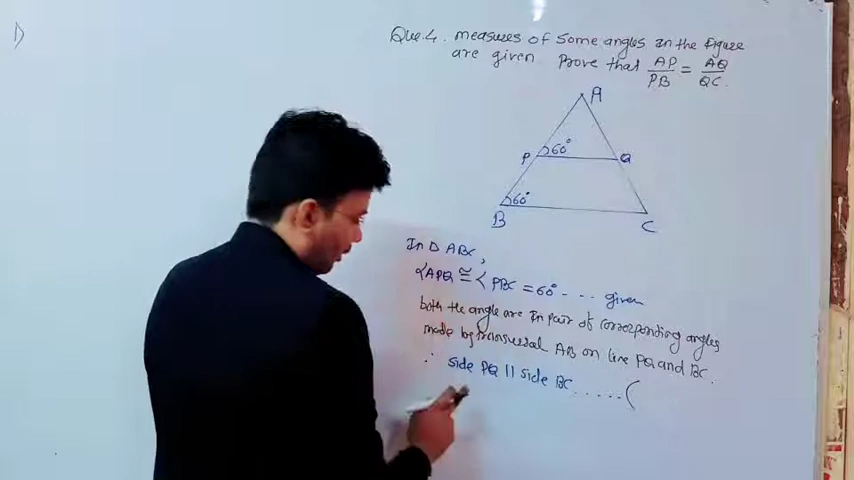 1)
Que.4. measures of some angles in the figure
are given Prove that AP/PB = AQ/QC.
A
P 60° Q
60°
B
C
In Δ ABC,
∠APQ ≅ ∠PBC = 60° - - . . given
both the angle are in pair of corresponding angles
made by transversal AB on line PQ and BC.
∴ side PQ || side BC . . . . . . (